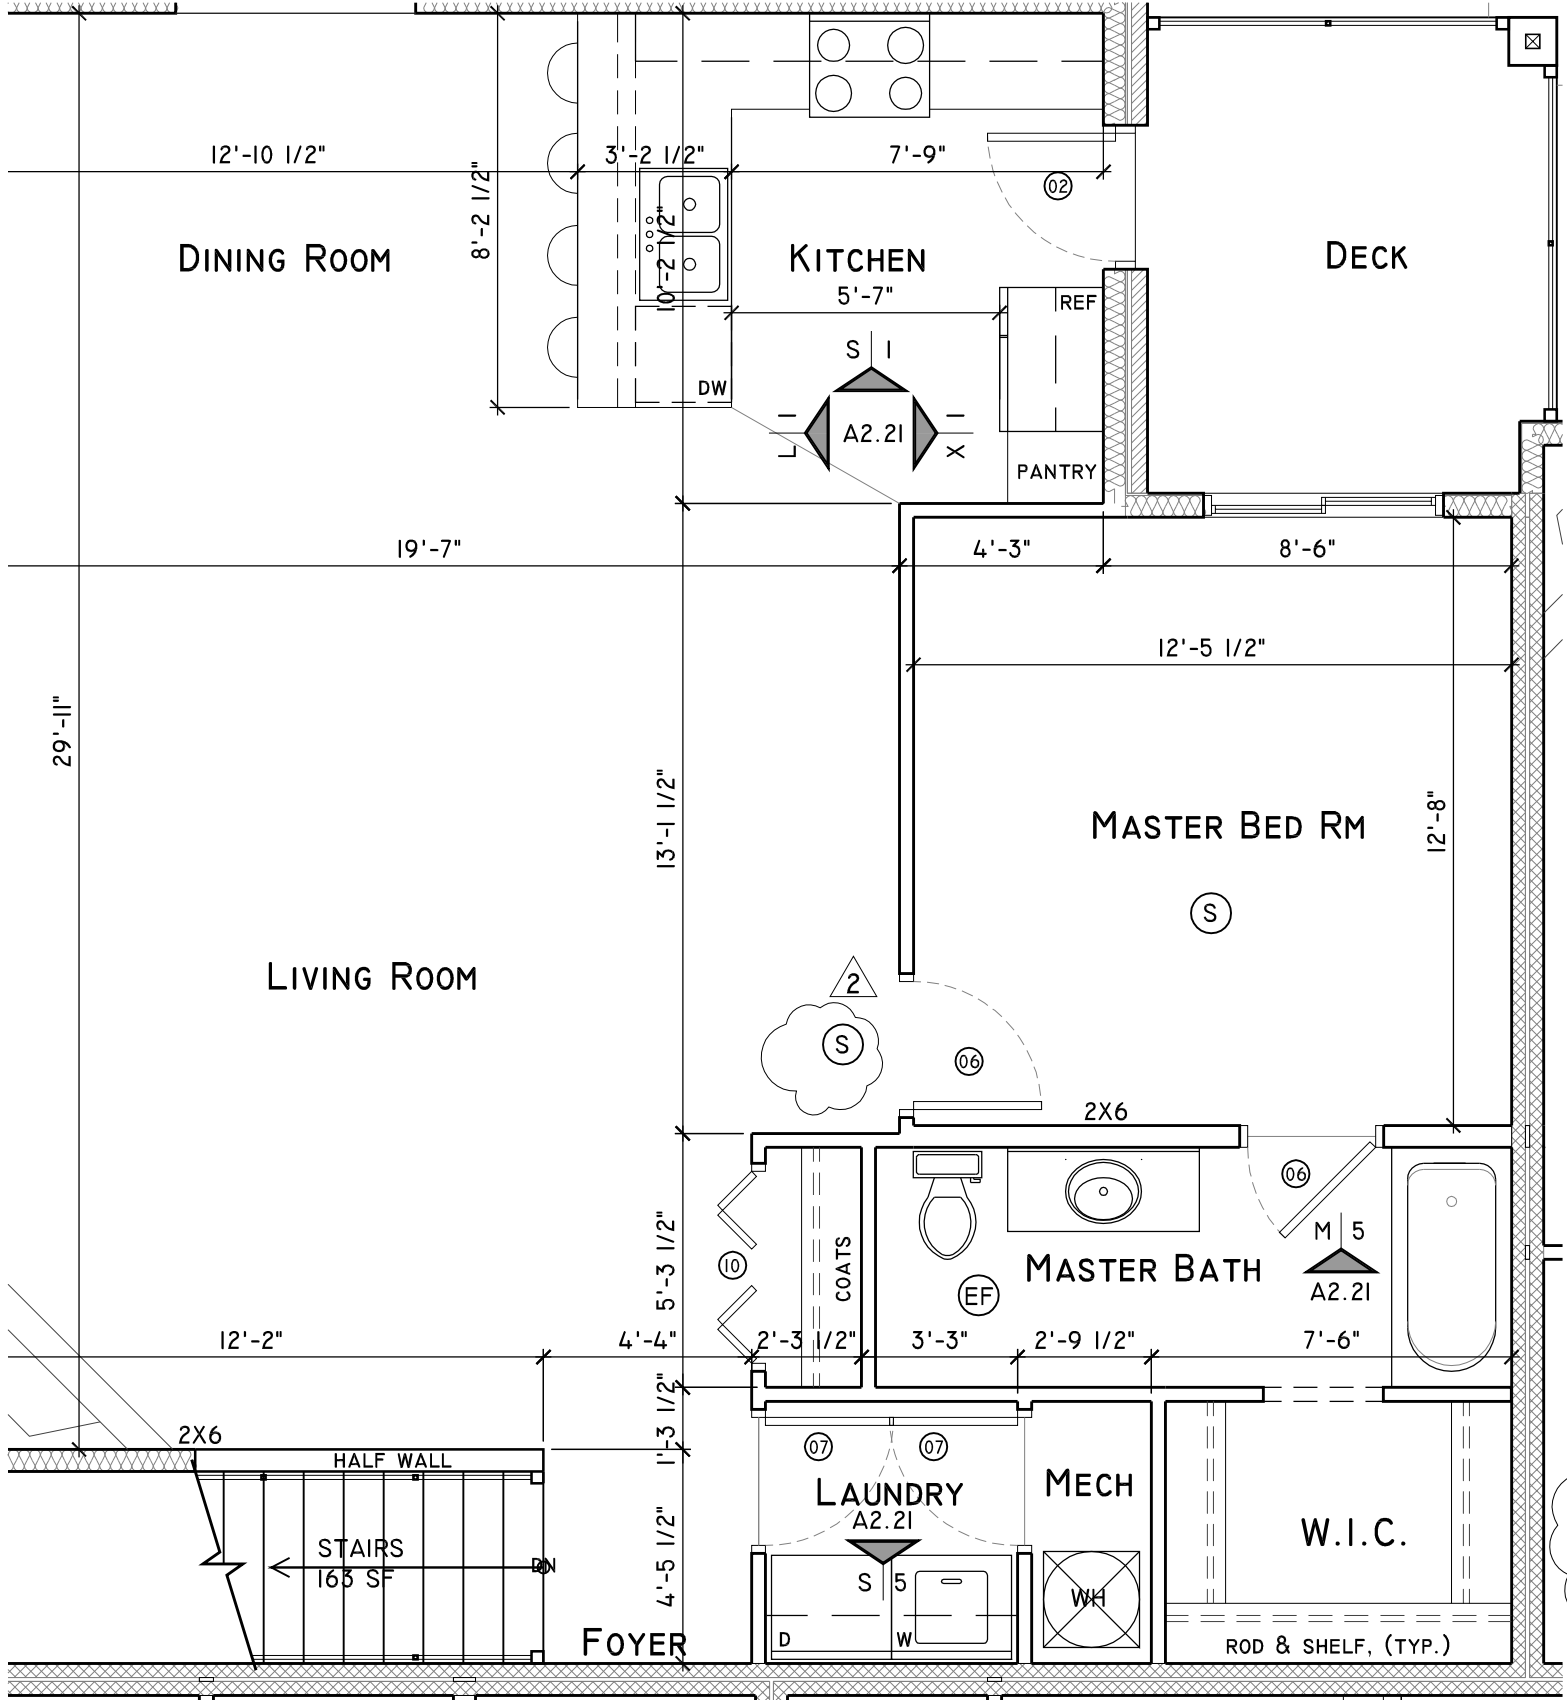 12'-10 1/2"
3'-2 1/2"
7'-9"
02
8'-2 1/2"
10'-2 1/2"
DINING ROOM
KITCHEN
DECK
5'-7"
REF
S 1
DW
L 1
A2.21
X 1
PANTRY
19'-7"
4'-3"
8'-6"
12'-5 1/2"
29'-11"
13'-1 1/2"
12'-8"
MASTER BED RM
S
LIVING ROOM
2
S
06
2X6
06
M 5
A2.21
COATS
MASTER BATH
10
EF
5'-3 1/2"
12'-2"
4'-4"
2'-3 1/2"
3'-3"
2'-9 1/2"
7'-6"
1'-3 1/2"
2X6
HALF WALL
07
07
LAUNDRY
MECH
A2.21
W.I.C.
STAIRS
163 SF
DN
4'-5 1/2"
S 5
WH
FOYER
D
W
ROD & SHELF, (TYP.)